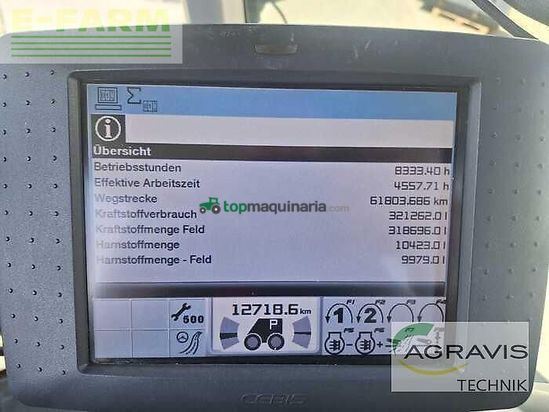 E-FARM
Übersicht
Betriebsstunden 8333.40 h
Effektive Arbeitszeit 4557.71 h
Wegstrecke 61803.686 km
topmaquinaria.com
Kraftstoffverbrauch 321262.0 l
Kraftstoffmenge Feld 318696.0 l
Harnstoffmenge 10423.0 l
Harnstoffmenge - Feld 9979.0 l
500
12718.6 km
P
F1 F2
1 2
CEBIS
AGRAVIS
TECHNIK